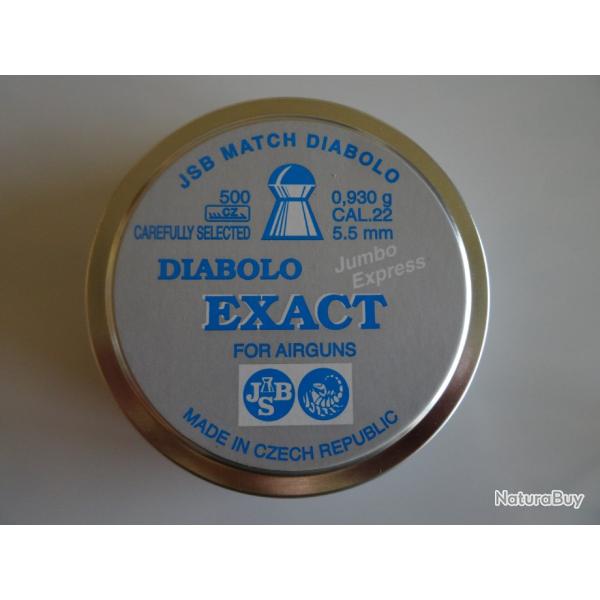 JSB MATCH DIABOLO
500
CZ
CAREFULLY SELECTED
0,930 g
CAL.22
5.5 mm
Jumbo
Express
DIABOLO
EXACT
FOR AIRGUNS
JSB
MADE IN CZECH REPUBLIC
NaturaBuy